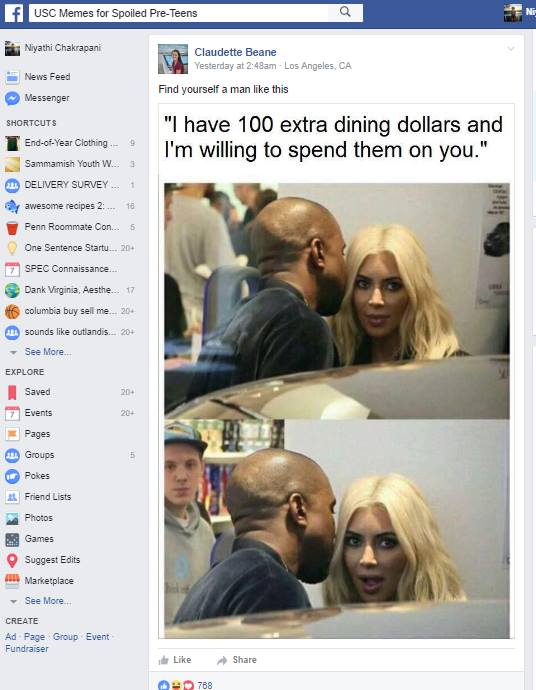 USC Memes for Spoiled Pre-Teens
Niyathi Chakrapani
News Feed
Messenger
SHORTCUTS
End-of-Year Clothing ... 9
Sammamish Youth W... 3
DELIVERY SURVEY ... 1
awesome recipes 2: ... 16
Penn Roommate Con... 5
One Sentence Startu... 20+
SPEC Connaissance...
Dank Virginia, Aesthe... 17
columbia buy sell me... 20+
sounds like outlandis... 20+
See More...
EXPLORE
Saved 20+
Events 20+
Pages
Groups 5
Pokes
Friend Lists
Photos
Games
Suggest Edits
Marketplace
See More...
CREATE
Ad · Page · Group · Event ·
Fundraiser
Claudette Beane
Yesterday at 2:48am · Los Angeles, CA
Find yourself a man like this
"I have 100 extra dining dollars and
I'm willing to spend them on you."
Like Share
768